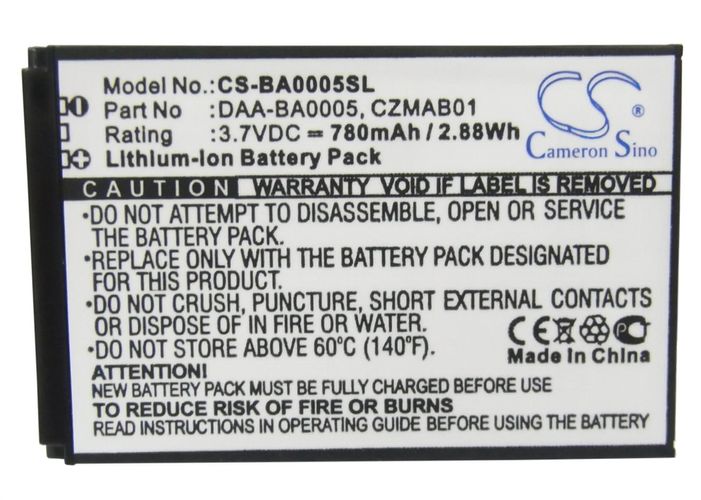 Model No.:CS-BA0005SL
Part No :DAA-BA0005, CZMAB01
Rating :3.7VDC ⎓ 780mAh / 2.88Wh
Lithium-Ion Battery Pack
CS ®
Cameron Sino
CAUTION WARRANTY VOID IF LABEL IS REMOVED
•DO NOT ATTEMPT TO DISASSEMBLE, OPEN OR SERVICE
THE BATTERY PACK.
•REPLACE ONLY WITH THE BATTERY PACK DESIGNATED
FOR THIS PRODUCT.
•DO NOT CRUSH, PUNCTURE, SHORT EXTERNAL CONTACTS
OR DISPOSE OF IN FIRE OR WATER.
•DO NOT STORE ABOVE 60°C (140°F).
CE
Made In China
ATTENTION!
NEW BATTERY PACK MUST BE FULLY CHARGED BEFORE USE
TO REDUCE RISK OF FIRE OR BURNS.
READ INSTRUCTIONS DURING USAGE BEFORE USING THE BATTERY